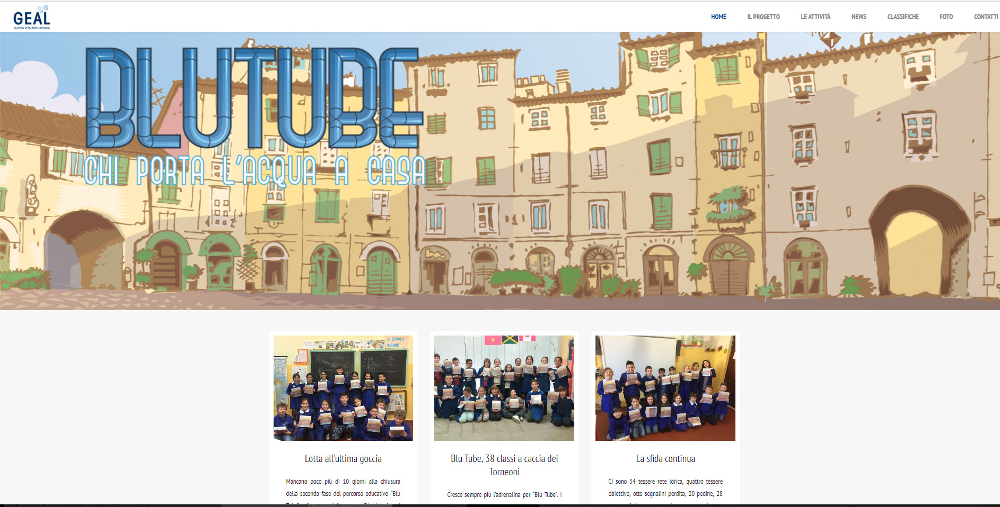 GEAL
NUOVA VITA PER L'ACQUA.
HOME IL PROGETTO LE ATTIVITÀ NEWS CLASSIFICHE FOTO CONTATTI
BLUTUBE
CHI PORTA L'ACQUA A CASA
A SCUOLA
INSIEME
Lotta all'ultima goccia
Mancano poco più di 10 giorni alla chiusura
della seconda fase del percorso educativo “Blu
Blu Tube, 38 classi a caccia dei
Torneoni
Cresce sempre più l'adrenalina per “Blu Tube”. I
La sfida continua
Ci sono 54 tessere rete idrica, quattro tessere
obiettivo, otto segnalini perdita, 20 pedine, 28